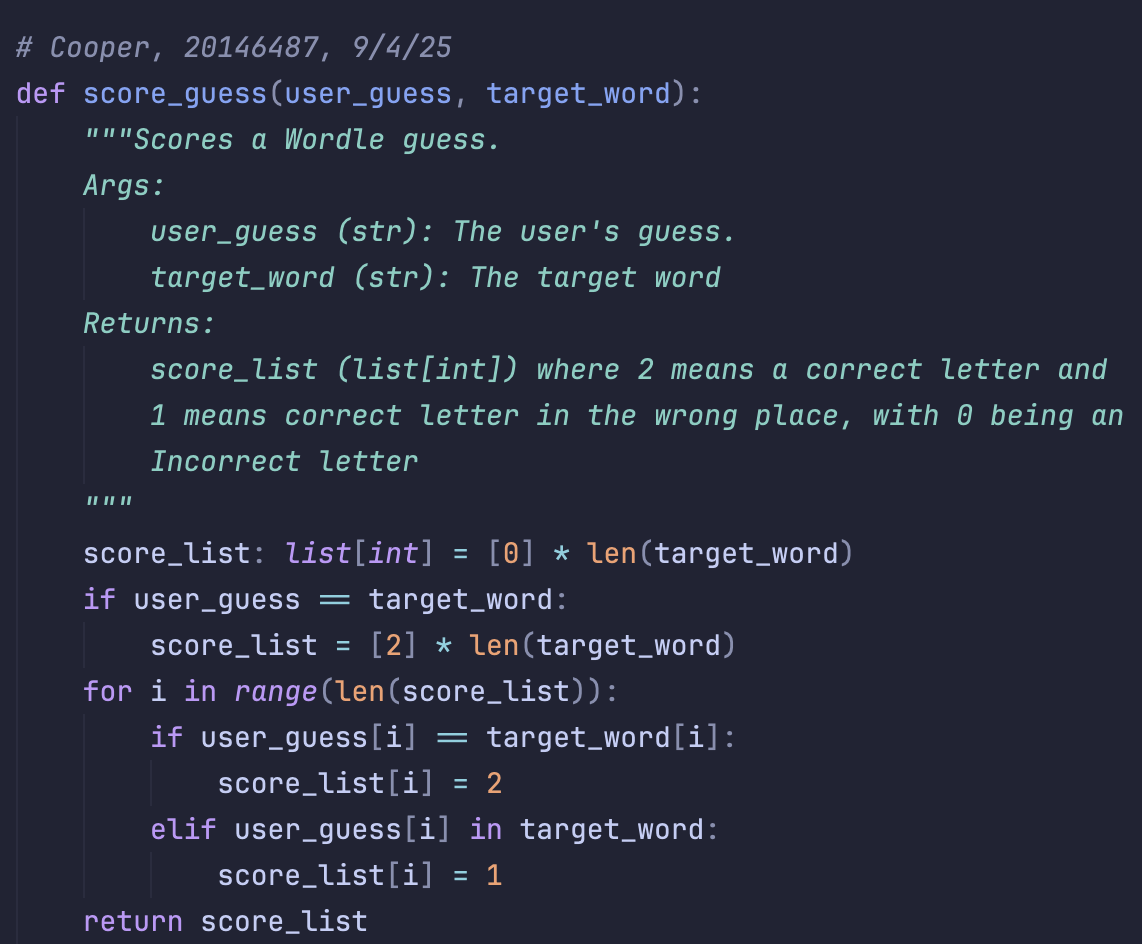 # Cooper, 20146487, 9/4/25
def score_guess(user_guess, target_word):
    """Scores a Wordle guess.
    Args:
        user_guess (str): The user's guess.
        target_word (str): The target word
    Returns:
        score_list (list[int]) where 2 means a correct letter and
        1 means correct letter in the wrong place, with 0 being an
        Incorrect letter
    """
    score_list: list[int] = [0] * len(target_word)
    if user_guess == target_word:
        score_list = [2] * len(target_word)
    for i in range(len(score_list)):
        if user_guess[i] == target_word[i]:
            score_list[i] = 2
        elif user_guess[i] in target_word:
            score_list[i] = 1
    return score_list